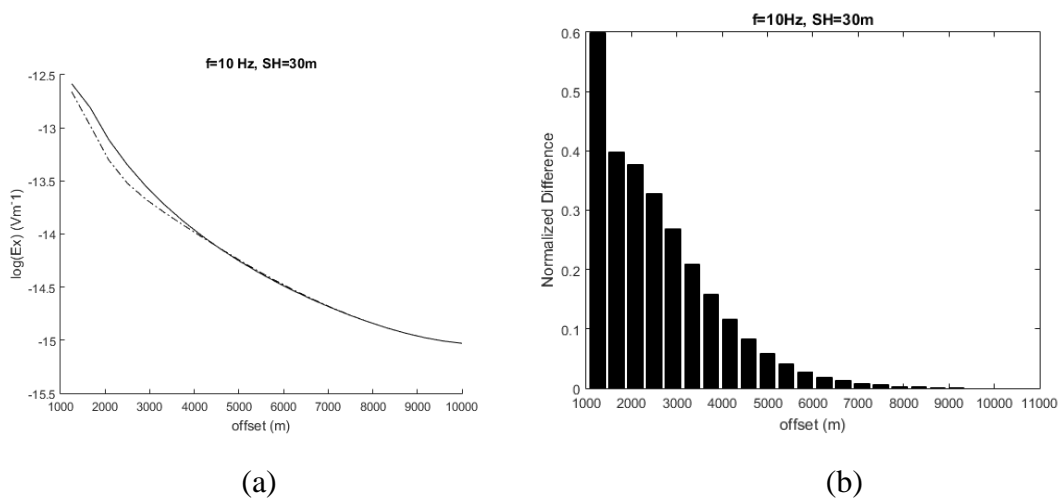 f=10 Hz, SH=30m
-12.5
-13
-13.5
-14
-14.5
-15
-15.5
log(Ex) (Vm-1)
1000 2000 3000 4000 5000 6000 7000 8000 9000 10000
offset (m)
(a)
f=10Hz, SH=30m
0.6
0.5
0.4
0.3
0.2
0.1
0
Normalized Difference
1000 2000 3000 4000 5000 6000 7000 8000 9000 10000 11000
offset (m)
(b)